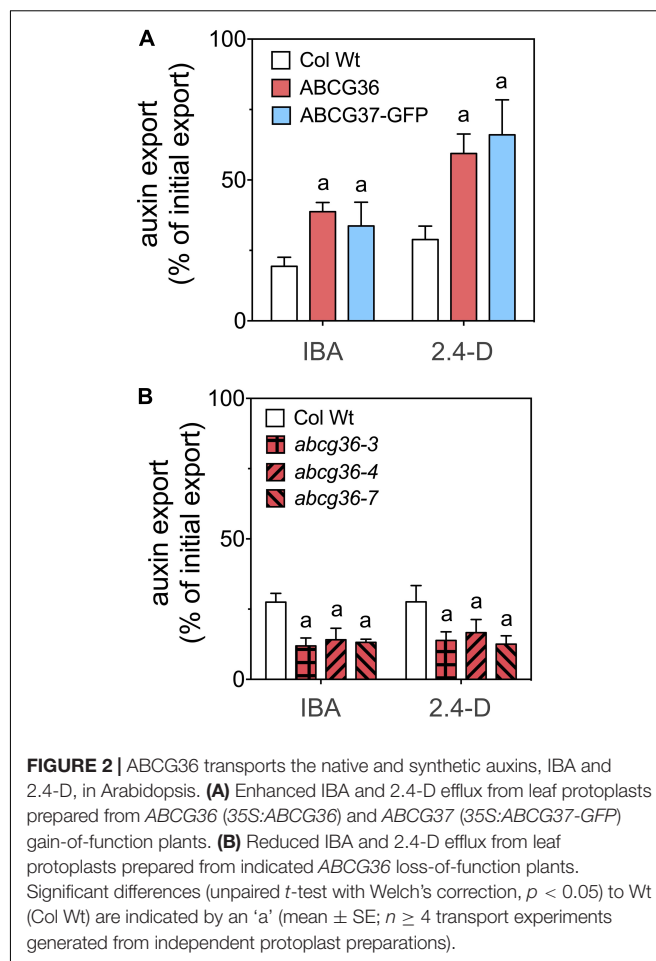 A
100
50
0
auxin export
(% of initial export)
Col Wt
ABCG36
ABCG37-GFP
a a
a a
IBA 2.4-D
B
100
50
0
auxin export
(% of initial export)
Col Wt
abcg36-3
abcg36-4
abcg36-7
a a a
a a a
IBA 2.4-D
FIGURE 2 | ABCG36 transports the native and synthetic auxins, IBA and
2.4-D, in Arabidopsis. (A) Enhanced IBA and 2.4-D efflux from leaf protoplasts
prepared from ABCG36 (35S:ABCG36) and ABCG37 (35S:ABCG37-GFP)
gain-of-function plants. (B) Reduced IBA and 2.4-D efflux from leaf
protoplasts prepared from indicated ABCG36 loss-of-function plants.
Significant differences (unpaired t-test with Welch's correction, p < 0.05) to Wt
(Col Wt) are indicated by an 'a' (mean ± SE; n ≥ 4 transport experiments
generated from independent protoplast preparations).